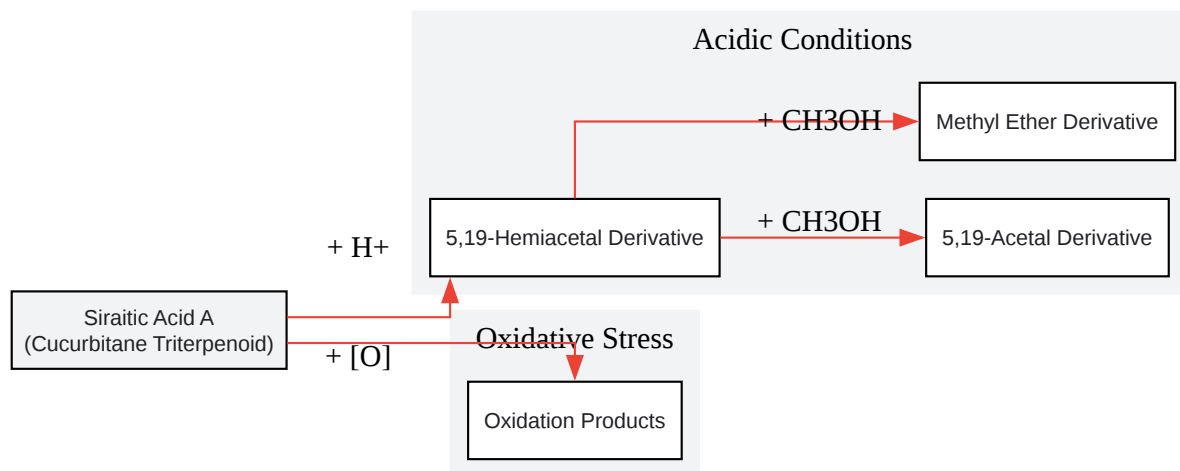 Acidic Conditions
+ CH3OH
Methyl Ether Derivative
5,19-Hemiacetal Derivative
+ CH3OH
5,19-Acetal Derivative
+ H+
Siraitic Acid A
(Cucurbitane Triterpenoid)
+ [O]
Oxidative Stress
Oxidation Products